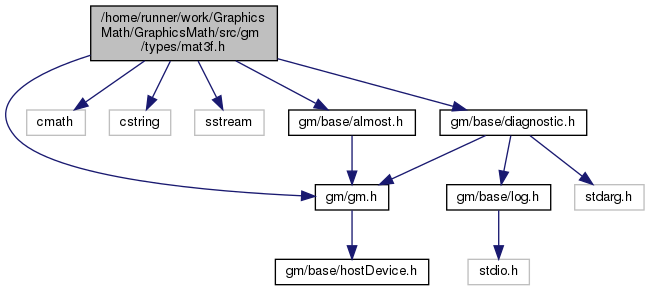 /home/runner/work/Graphics
Math/GraphicsMath/src/gm
/types/mat3f.h
cmath
cstring
sstream
gm/base/almost.h
gm/base/diagnostic.h
gm/gm.h
gm/base/log.h
stdarg.h
gm/base/hostDevice.h
stdio.h